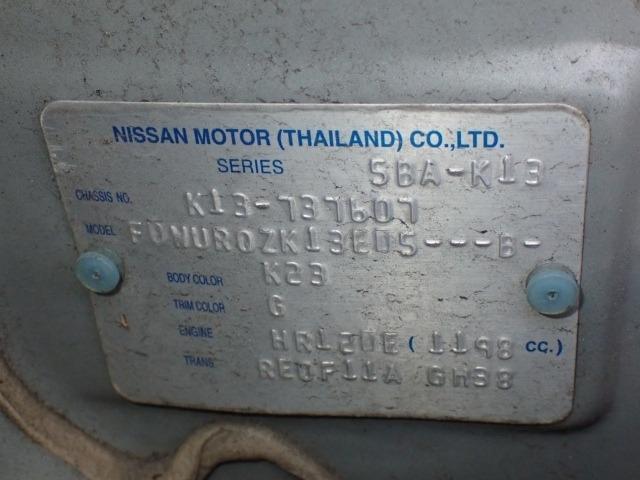 NISSAN MOTOR (THAILAND) CO.,LTD.
SERIES 5BA-K13
CHASSIS NO. K13-737607
MODEL FDNUROZK13EDS---B-
BODY COLOR K23
TRIM COLOR G
ENGINE HR12DE (1198 CC.)
TRANS. RE0F11A GH38